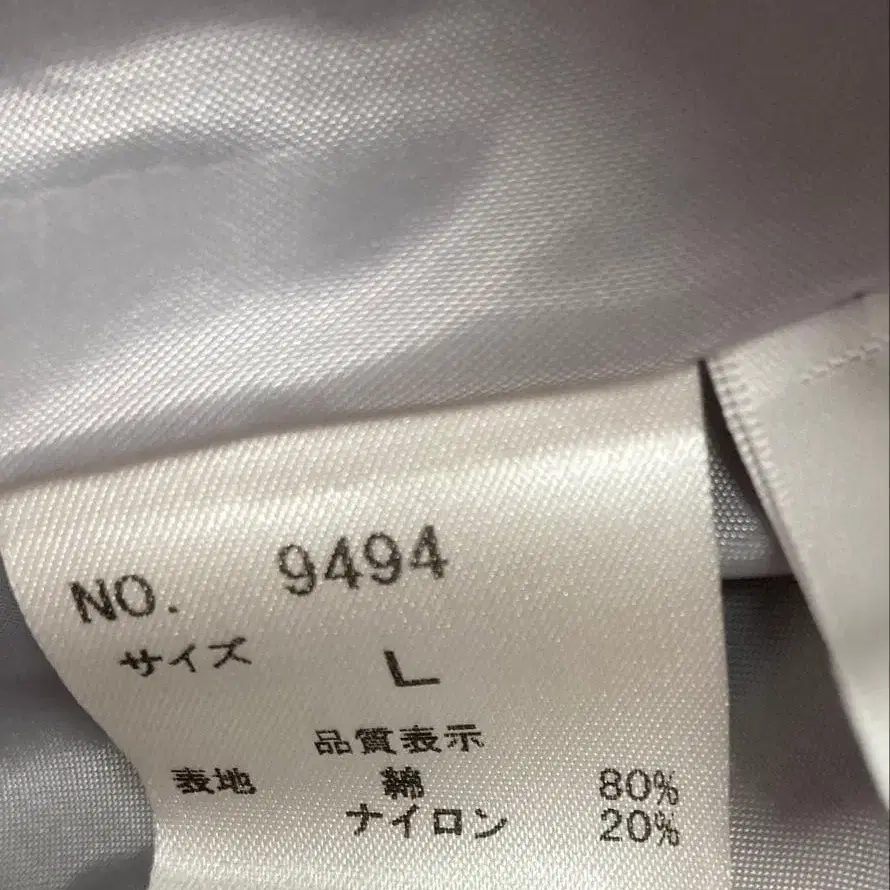 NO. 9494
サイズ L
品質表示
表地 綿 80%
ナイロン 20%